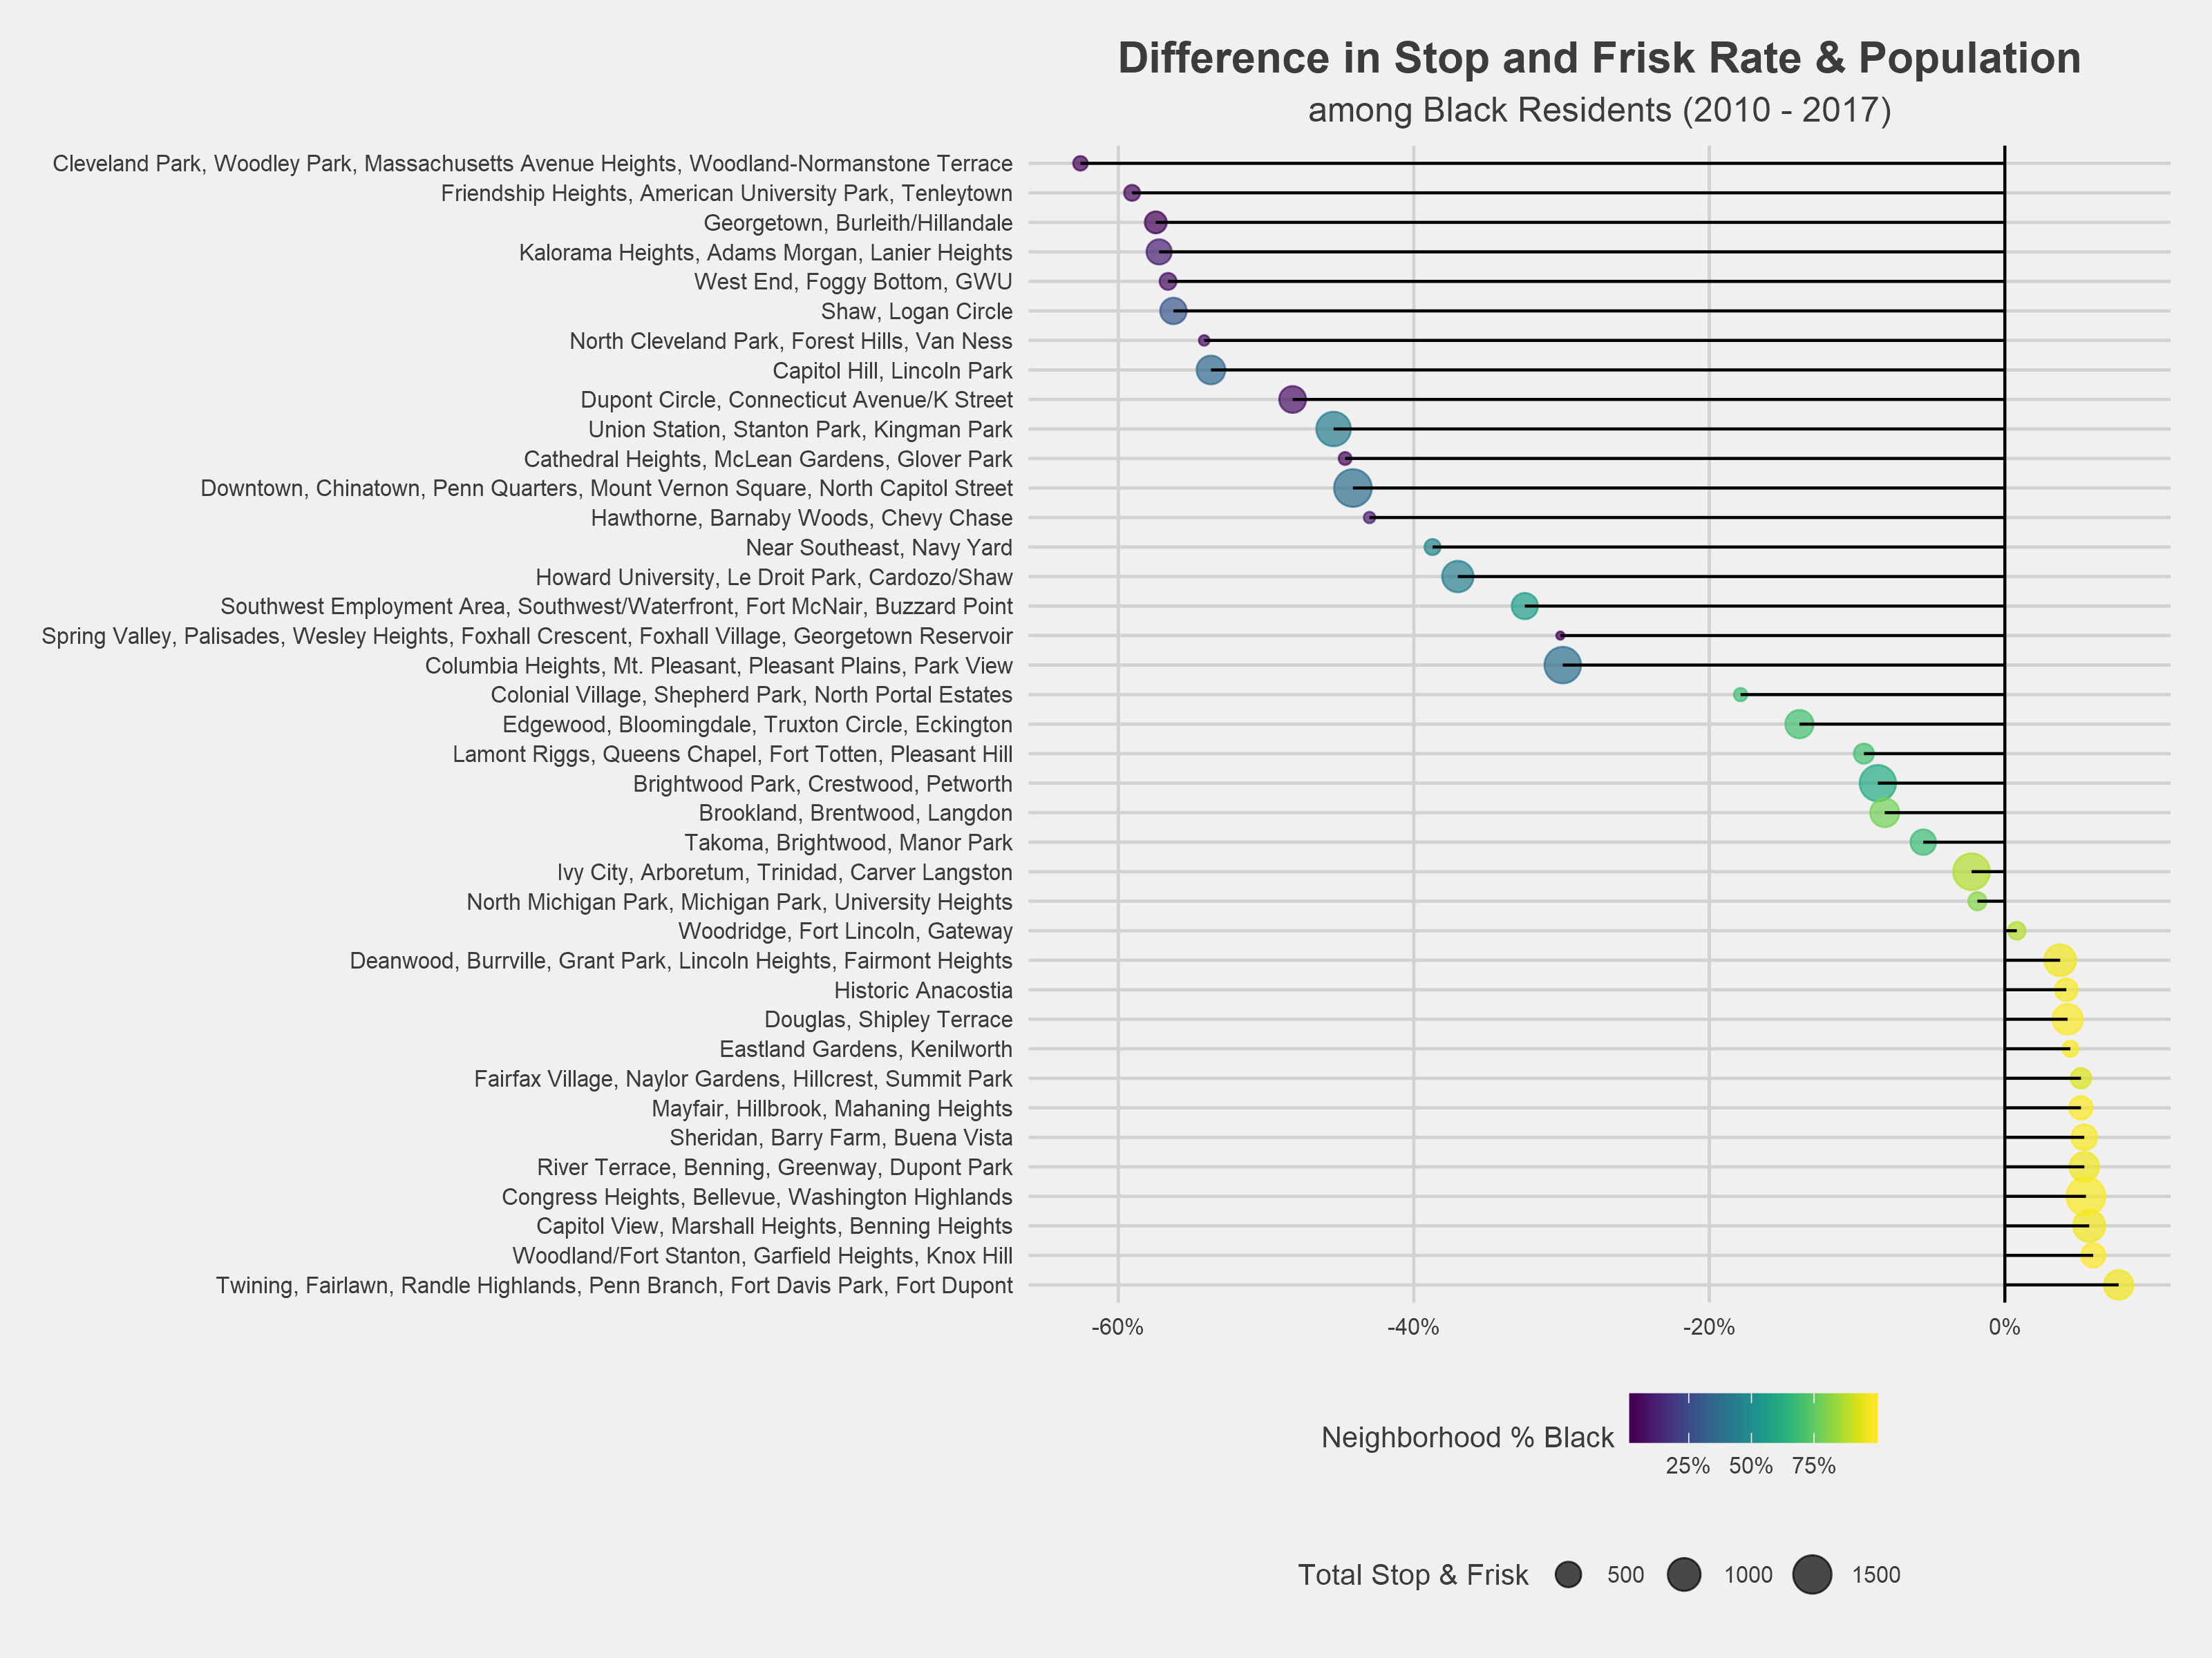 Difference in Stop and Frisk Rate & Population
among Black Residents (2010 - 2017)
Cleveland Park, Woodley Park, Massachusetts Avenue Heights, Woodland-Normanstone Terrace
Friendship Heights, American University Park, Tenleytown
Georgetown, Burleith/Hillandale
Kalorama Heights, Adams Morgan, Lanier Heights
West End, Foggy Bottom, GWU
Shaw, Logan Circle
North Cleveland Park, Forest Hills, Van Ness
Capitol Hill, Lincoln Park
Dupont Circle, Connecticut Avenue/K Street
Union Station, Stanton Park, Kingman Park
Cathedral Heights, McLean Gardens, Glover Park
Downtown, Chinatown, Penn Quarters, Mount Vernon Square, North Capitol Street
Hawthorne, Barnaby Woods, Chevy Chase
Near Southeast, Navy Yard
Howard University, Le Droit Park, Cardozo/Shaw
Southwest Employment Area, Southwest/Waterfront, Fort McNair, Buzzard Point
Spring Valley, Palisades, Wesley Heights, Foxhall Crescent, Foxhall Village, Georgetown Reservoir
Columbia Heights, Mt. Pleasant, Pleasant Plains, Park View
Colonial Village, Shepherd Park, North Portal Estates
Edgewood, Bloomingdale, Truxton Circle, Eckington
Lamont Riggs, Queens Chapel, Fort Totten, Pleasant Hill
Brightwood Park, Crestwood, Petworth
Brookland, Brentwood, Langdon
Takoma, Brightwood, Manor Park
Ivy City, Arboretum, Trinidad, Carver Langston
North Michigan Park, Michigan Park, University Heights
Woodridge, Fort Lincoln, Gateway
Deanwood, Burrville, Grant Park, Lincoln Heights, Fairmont Heights
Historic Anacostia
Douglas, Shipley Terrace
Eastland Gardens, Kenilworth
Fairfax Village, Naylor Gardens, Hillcrest, Summit Park
Mayfair, Hillbrook, Mahaning Heights
Sheridan, Barry Farm, Buena Vista
River Terrace, Benning, Greenway, Dupont Park
Congress Heights, Bellevue, Washington Highlands
Capitol View, Marshall Heights, Benning Heights
Woodland/Fort Stanton, Garfield Heights, Knox Hill
Twining, Fairlawn, Randle Highlands, Penn Branch, Fort Davis Park, Fort Dupont
-60% -40% -20% 0%
Neighborhood % Black
25% 50% 75%
Total Stop & Frisk 500 1000 1500